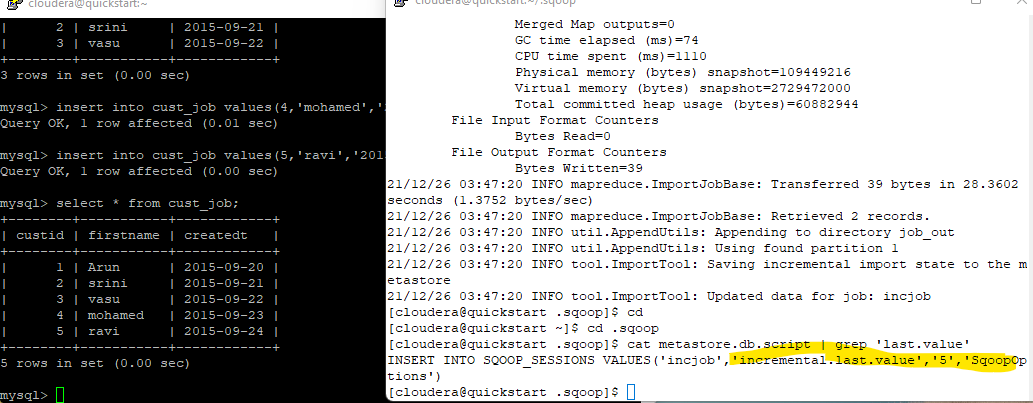 cloudera@quickstart:~
|      2 | srini     | 2015-09-21 |
|      3 | vasu      | 2015-09-22 |
+--------+-----------+------------+
3 rows in set (0.00 sec)
mysql> insert into cust_job values(4,'mohamed','
Query OK, 1 row affected (0.01 sec)
mysql> insert into cust_job values(5,'ravi','201
Query OK, 1 row affected (0.00 sec)
mysql> select * from cust_job;
+--------+-----------+------------+
| custid | firstname | createdt   |
+--------+-----------+------------+
|      1 | Arun      | 2015-09-20 |
|      2 | srini     | 2015-09-21 |
|      3 | vasu      | 2015-09-22 |
|      4 | mohamed   | 2015-09-23 |
|      5 | ravi      | 2015-09-24 |
+--------+-----------+------------+
5 rows in set (0.00 sec)
mysql>
cloudera@quickstart:~/.sqoop
Merged Map outputs=0
GC time elapsed (ms)=74
CPU time spent (ms)=1110
Physical memory (bytes) snapshot=109449216
Virtual memory (bytes) snapshot=2729472000
Total committed heap usage (bytes)=60882944
File Input Format Counters
Bytes Read=0
File Output Format Counters
Bytes Written=39
21/12/26 03:47:20 INFO mapreduce.ImportJobBase: Transferred 39 bytes in 28.3602
seconds (1.3752 bytes/sec)
21/12/26 03:47:20 INFO mapreduce.ImportJobBase: Retrieved 2 records.
21/12/26 03:47:20 INFO util.AppendUtils: Appending to directory job_out
21/12/26 03:47:20 INFO util.AppendUtils: Using found partition 1
21/12/26 03:47:20 INFO tool.ImportTool: Saving incremental import state to the m
etastore
21/12/26 03:47:20 INFO tool.ImportTool: Updated data for job: incjob
[cloudera@quickstart .sqoop]$ cd
[cloudera@quickstart ~]$ cd .sqoop
[cloudera@quickstart .sqoop]$ cat metastore.db.script | grep 'last.value'
INSERT INTO SQOOP_SESSIONS VALUES('incjob','incremental.last.value','5','SqoopOp
tions')
[cloudera@quickstart .sqoop]$